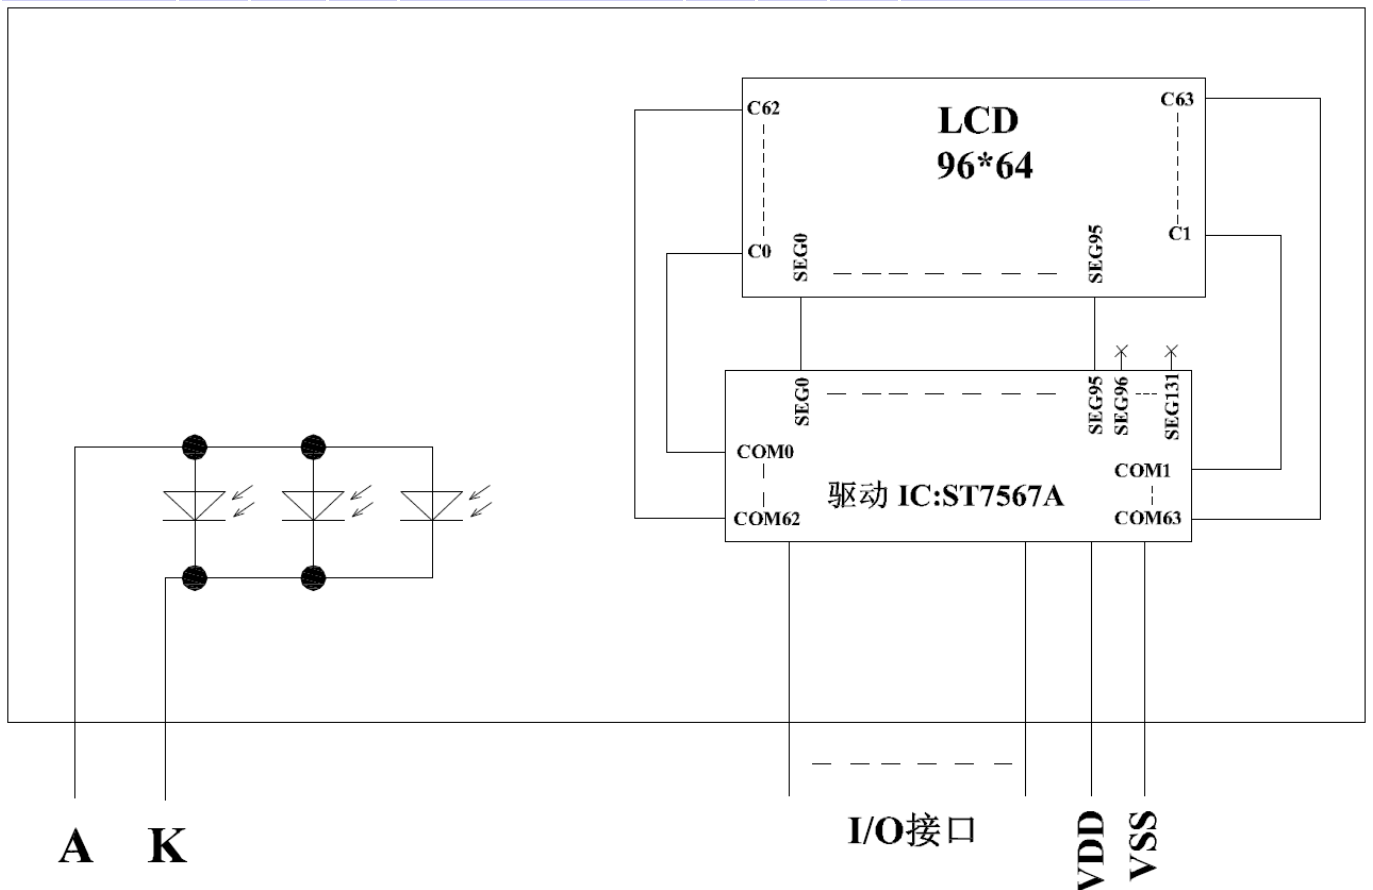 C62
LCD
C63
96*64
C0
SEG0
SEG95
C1
SEG0
SEG95
SEG96
SEG131
COM0
COM1
驱动 IC:ST7567A
COM62
COM63
A
K
I/O接口
VDD
VSS